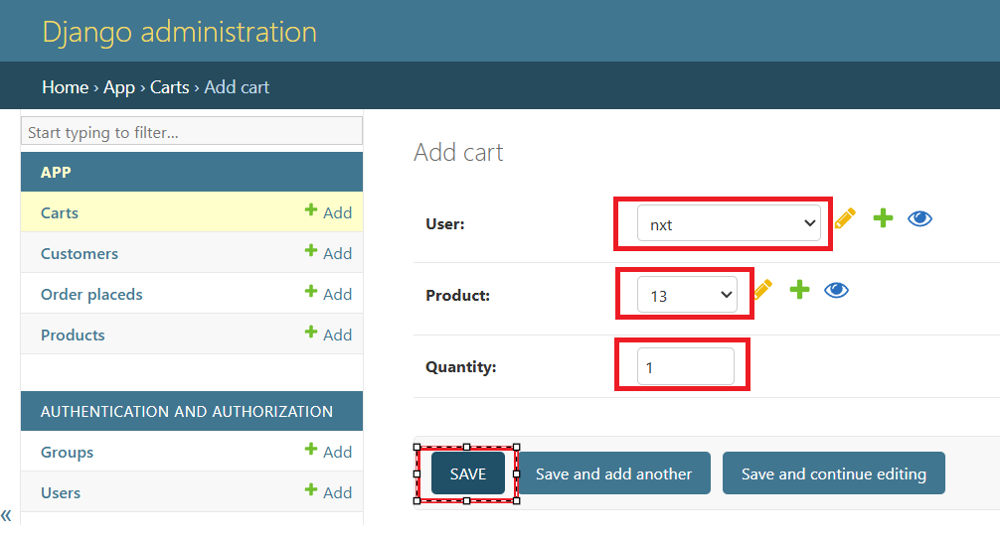 Django administration
Home › App › Carts › Add cart
Start typing to filter...
APP
Carts + Add
Customers + Add
Order placeds + Add
Products + Add
AUTHENTICATION AND AUTHORIZATION
Groups + Add
Users + Add
«
Add cart
User: nxt
Product: 13
Quantity: 1
SAVE Save and add another Save and continue editing